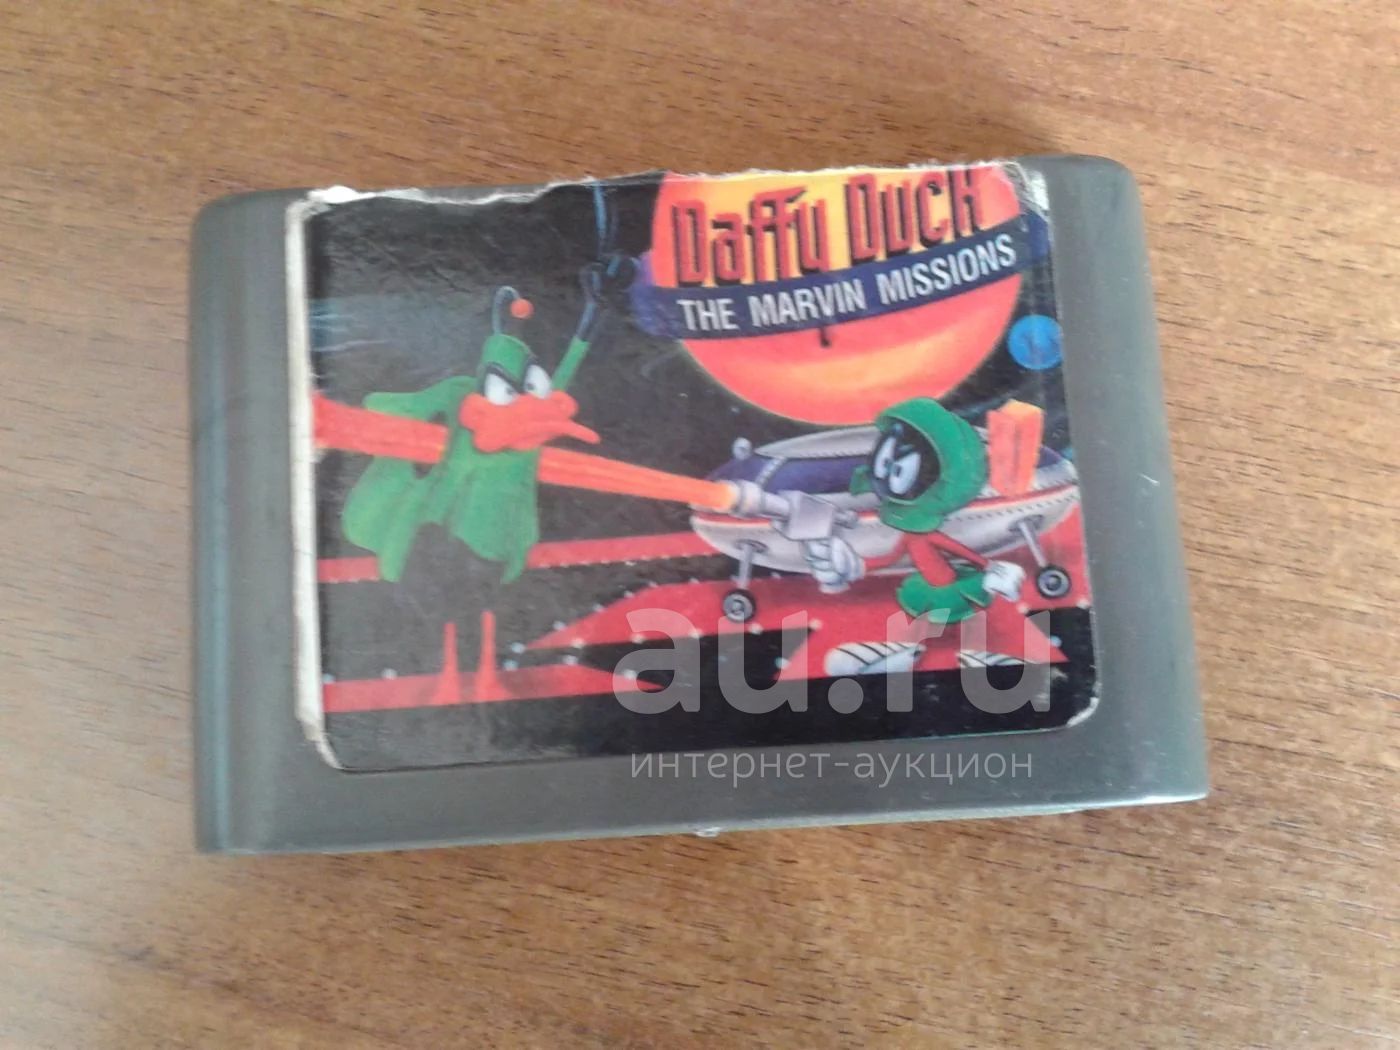 Daffy Duck
THE MARVIN MISSIONS
au.ru
интернет-аукцион